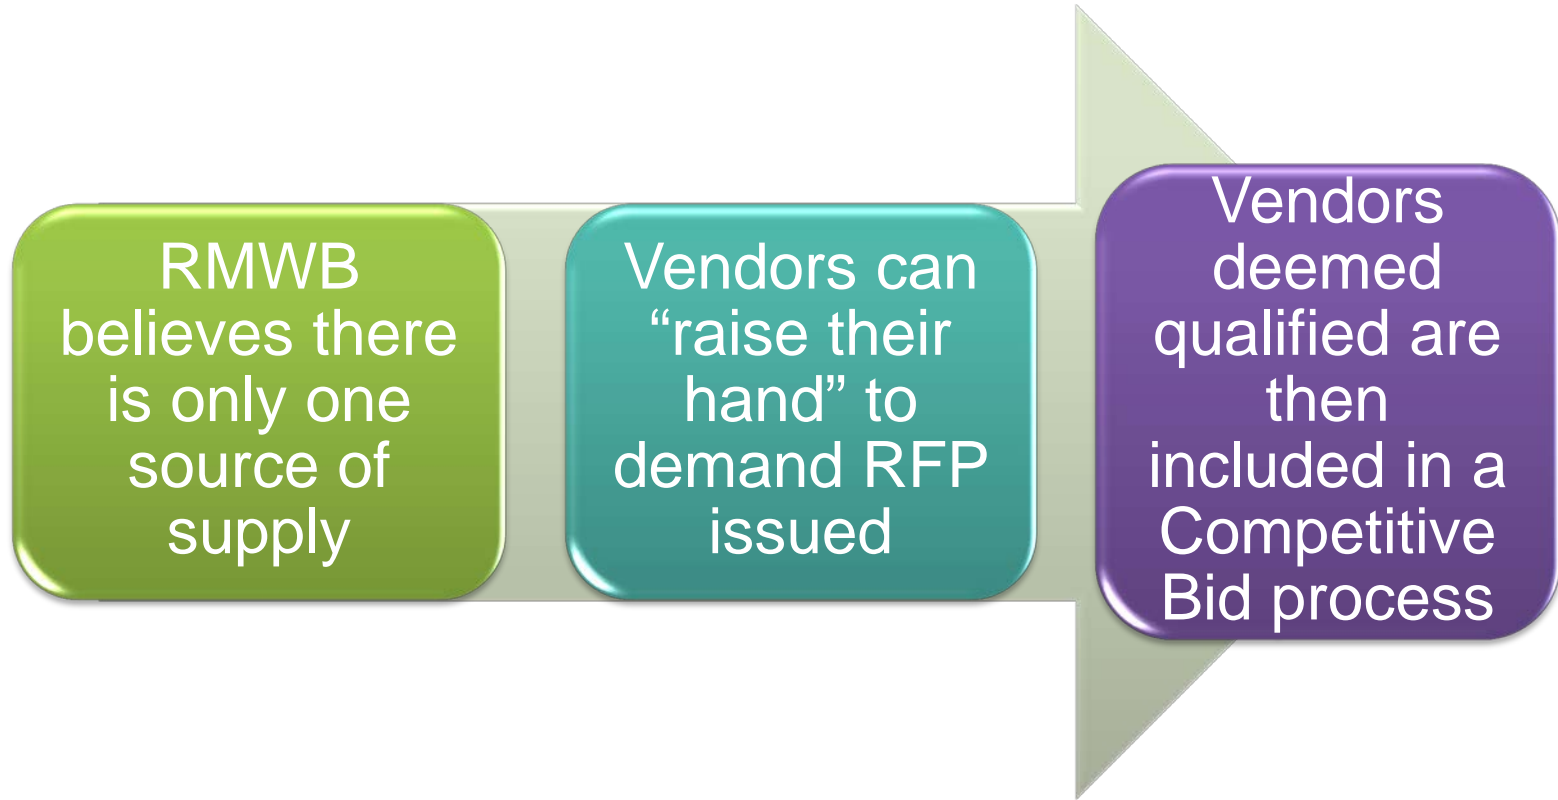 RMWB
believes there
is only one
source of
supply
Vendors can
“raise their
hand” to
demand RFP
issued
Vendors
deemed
qualified are
then
included in a
Competitive
Bid process